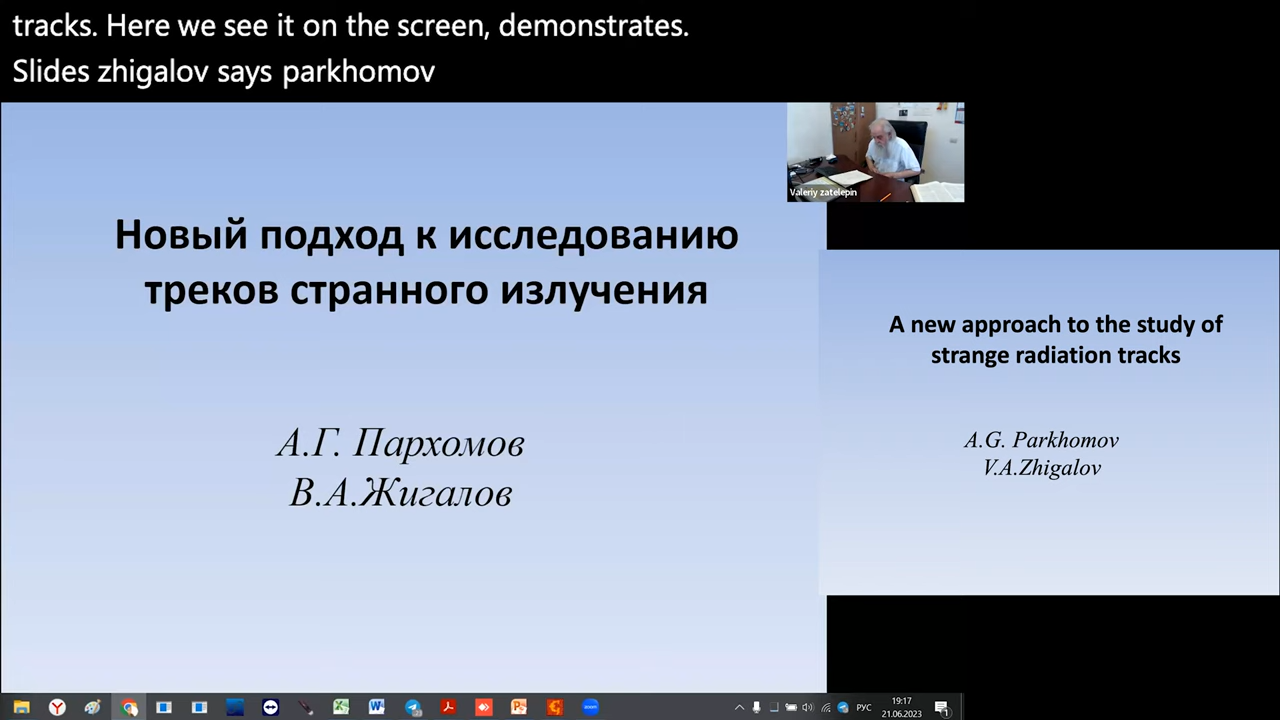 tracks. Here we see it on the screen, demonstrates.
Slides zhigalov says parkhomov
Valeriy zatelepin
Новый подход к исследованию
треков странного излучения
А.Г. Пархомов
В.А.Жигалов
A new approach to the study of
strange radiation tracks
A.G. Parkhomov
V.A.Zhigalov
РУС
19:17
21.06.2023